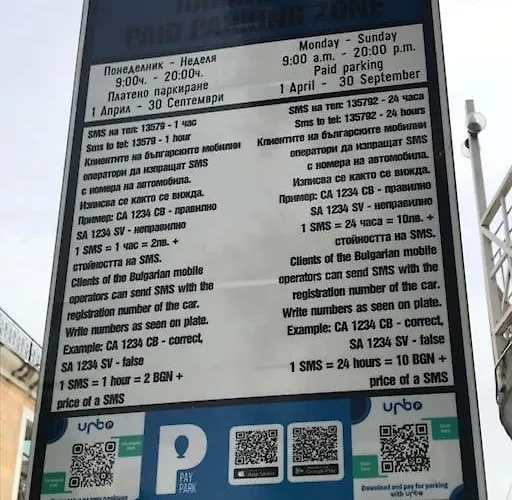 PAID PARKING ZONE
Понеделник - Неделя
9:00ч. - 20:00ч.
Платено паркиране
1 Април - 30 Септември
Monday - Sunday
9:00 a.m. - 20:00 p.m.
Paid parking
1 April - 30 September
SMS на тел: 13579 - 1 час
Sms to tel: 13579 - 1 hour
Клиентите на българските мобилни
оператори да изпращат SMS
с номера на автомобила.
Изписва се както се вижда.
Пример: CA 1234 CB - правилно
SA 1234 SV - неправилно
1 SMS = 1 час = 2лв. +
стойността на SMS.
Clients of the Bulgarian mobile
operators can send SMS with the
registration number of the car.
Write numbers as seen on plate.
Example: CA 1234 CB - correct,
SA 1234 SV - false
1 SMS = 1 hour = 2 BGN +
price of a SMS
SMS на тел: 135792 - 24 часа
Sms to tel: 135792 - 24 hours
Клиентите на българските мобилни
оператори да изпращат SMS
с номера на автомобила.
Изписва се както се вижда.
Пример: CA 1234 CB - правилно
SA 1234 SV - неправилно
1 SMS = 24 часа = 10лв. +
стойността на SMS.
Clients of the Bulgarian mobile
operators can send SMS with the
registration number of the car.
Write numbers as seen on plate.
Example: CA 1234 CB - correct,
SA 1234 SV - false
1 SMS = 24 hours = 10 BGN +
price of a SMS
urbo
P
PAY
PARK
App Store
Google Play
urbo
Download and pay for parking
with urbo